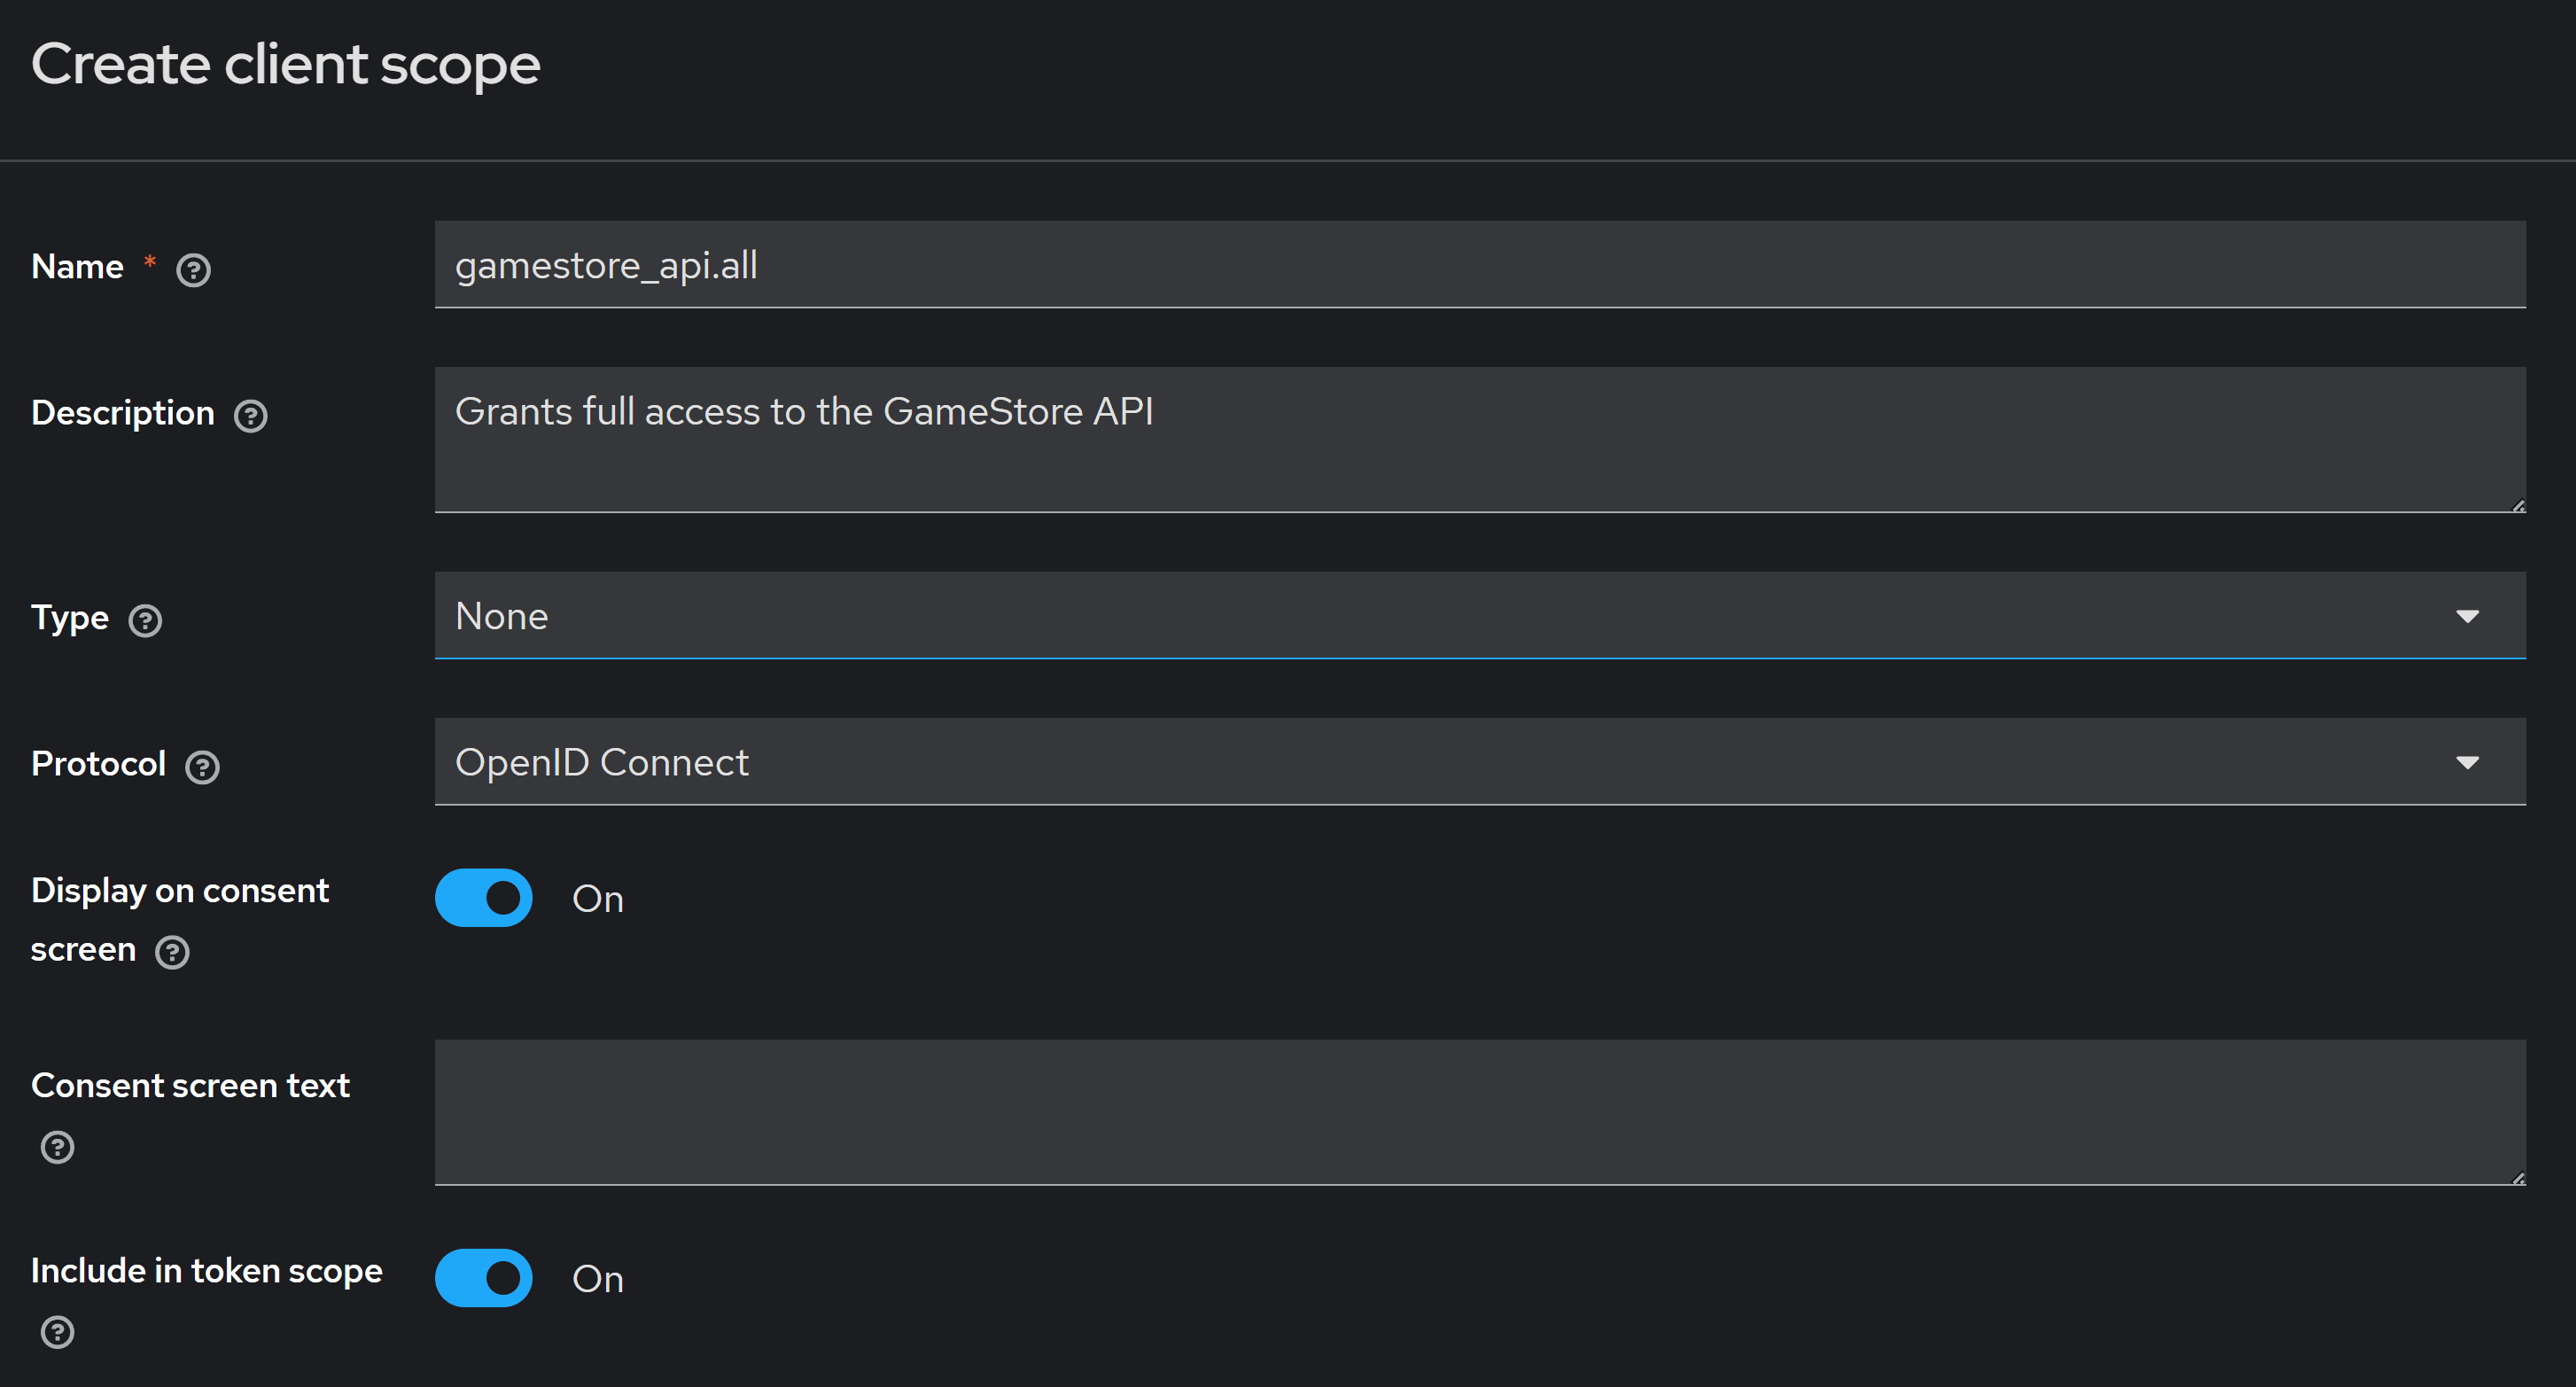 Create client scope
Name *
gamestore_api.all
Description
Grants full access to the GameStore API
Type
None
Protocol
OpenID Connect
Display on consent
screen
On
Consent screen text
Include in token scope
On